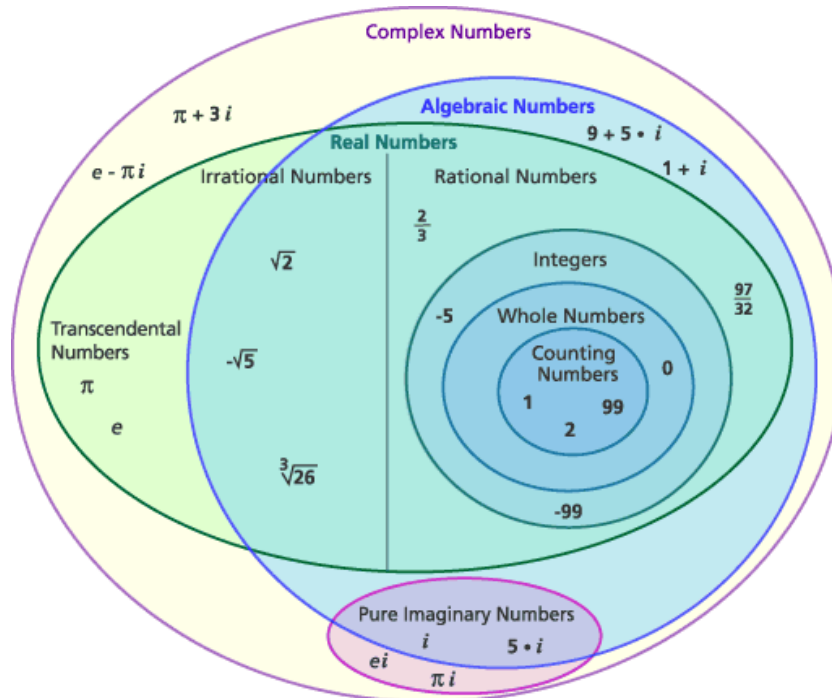 Complex Numbers
π + 3 i
Algebraic Numbers
9 + 5 • i
Real Numbers
e - π i
Irrational Numbers
Rational Numbers
1 + i
2/3
√2
Integers
97/32
-5
Whole Numbers
Transcendental
Numbers
-√5
Counting
Numbers
0
π
1
99
e
2
∛26
-99
Pure Imaginary Numbers
i
5 • i
ei
π i